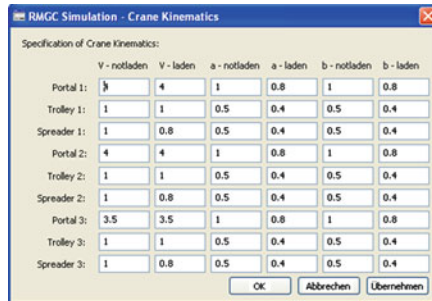 RMGC Simulation - Crane Kinematics
Specification of Crane Kinematics:
V - notladen V - laden a - notladen a - laden b - notladen b - laden
Portal 1: 4 1 0.8 1 0.8
Trolley 1: 1 1 0.5 0.4 0.5 0.4
Spreader 1: 1 0.8 0.5 0.4 0.5 0.4
Portal 2: 4 4 1 0.8 1 0.8
Trolley 2: 1 1 0.5 0.4 0.5 0.4
Spreader 2: 1 0.8 0.5 0.4 0.5 0.4
Portal 3: 3.5 3.5 1 0.8 1 0.8
Trolley 3: 1 1 0.5 0.4 0.5 0.4
Spreader 3: 1 0.8 0.5 0.4 0.5 0.4
OK Abbrechen Übernehmen